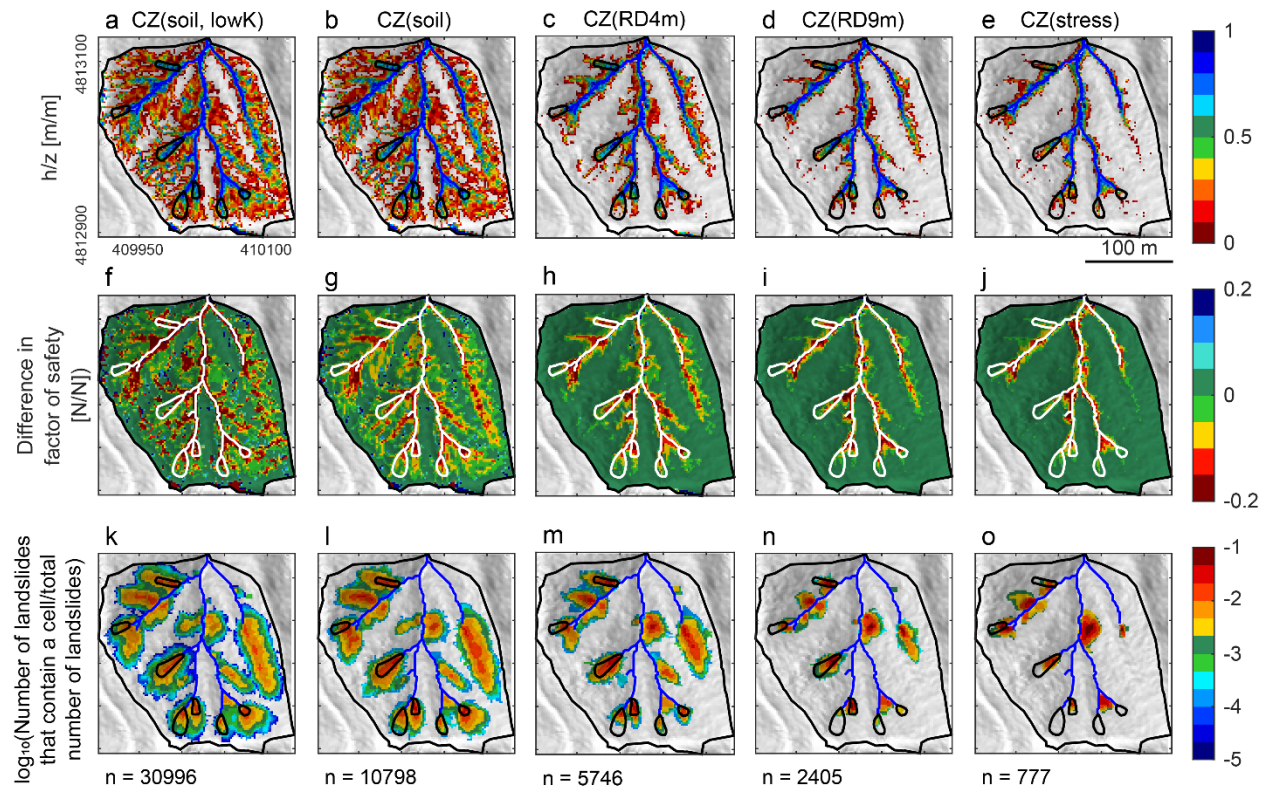 a CZ(soil, lowK)
b CZ(soil)
c CZ(RD4m)
d CZ(RD9m)
e CZ(stress)
h/z [m/m]
4813100
4812900
409950
410100
100 m
1
0.5
0
f
g
h
i
j
Difference in
factor of safety
[N/N])
0.2
0
-0.2
k
l
m
n
o
log₁₀(Number of landslides
that contain a cell/total
number of landslides)
-1
-2
-3
-4
-5
n = 30996
n = 10798
n = 5746
n = 2405
n = 777